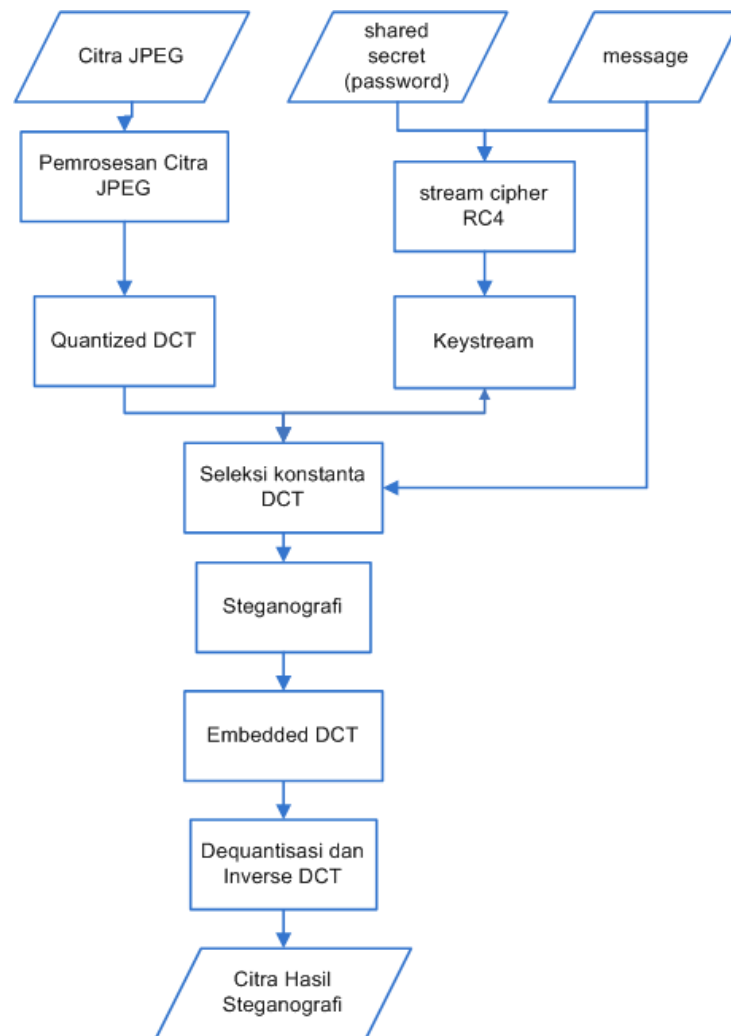 Citra JPEG
shared
secret
(password)
message
Pemrosesan Citra
JPEG
stream cipher
RC4
Quantized DCT
Keystream
Seleksi konstanta
DCT
Steganografi
Embedded DCT
Dequantisasi dan
Inverse DCT
Citra Hasil
Steganografi